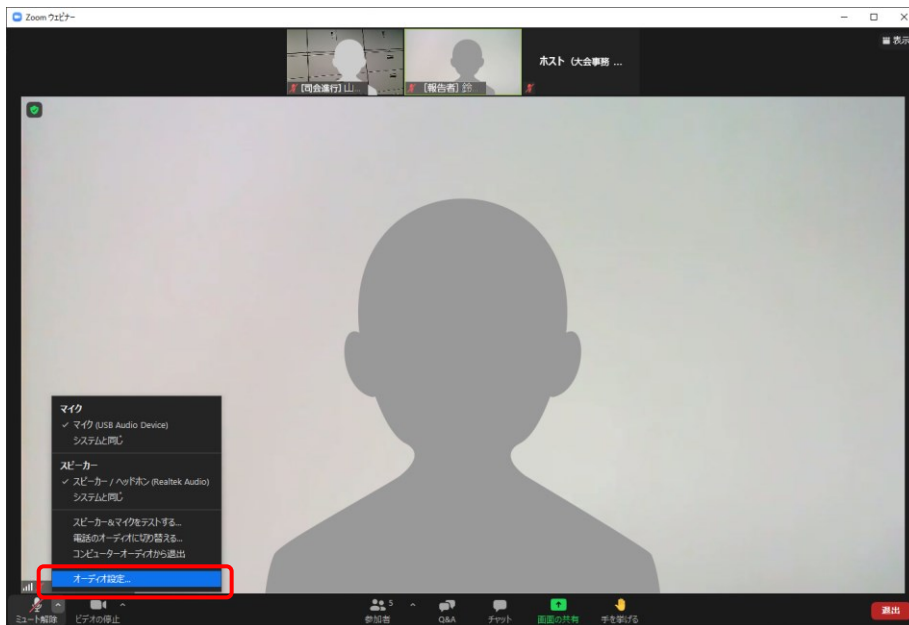 Zoom ウェビナー
表示
[司会進行] 山...
[報告者] 鈴...
ホスト (大会事務 ...
マイク
✓ マイク (USB Audio Device)
システムと同じ
スピーカー
✓ スピーカー / ヘッドホン (Realtek Audio)
システムと同じ
スピーカー&マイクをテストする...
電話のオーディオに切り替える...
コンピューターオーディオから退出
オーディオ設定...
ミュート解除
ビデオの停止
5
参加者
Q&A
チャット
画面の共有
手を挙げる
退出